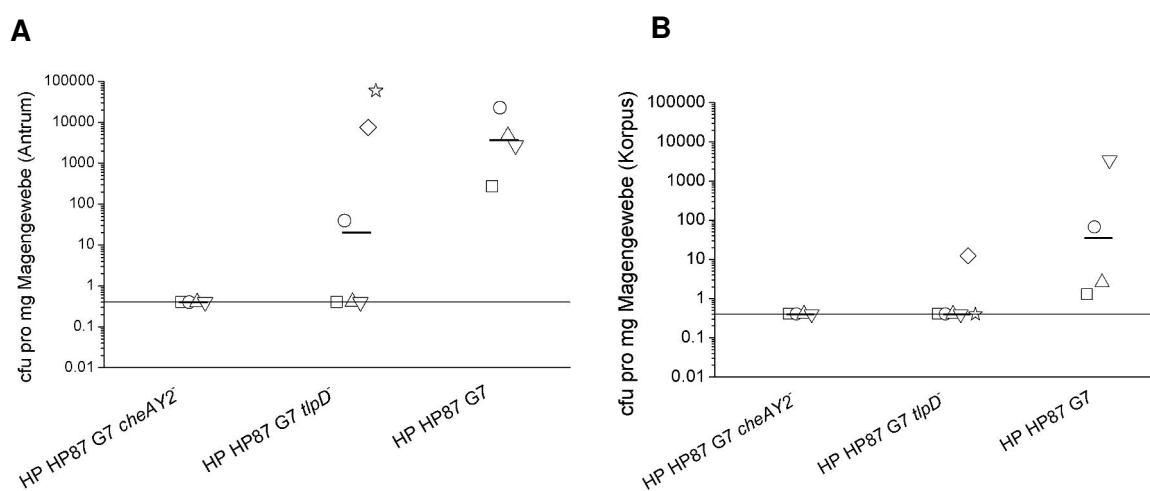 A
cfu pro mg Magengewebe (Antrum)
100000
10000
1000
100
10
1
0.1
0.01
HP HP87 G7 cheAY2-
HP HP87 G7 tlpD-
HP HP87 G7
B
cfu pro mg Magengewebe (Korpus)
100000
10000
1000
100
10
1
0.1
0.01
HP HP87 G7 cheAY2-
HP HP87 G7 tlpD-
HP HP87 G7